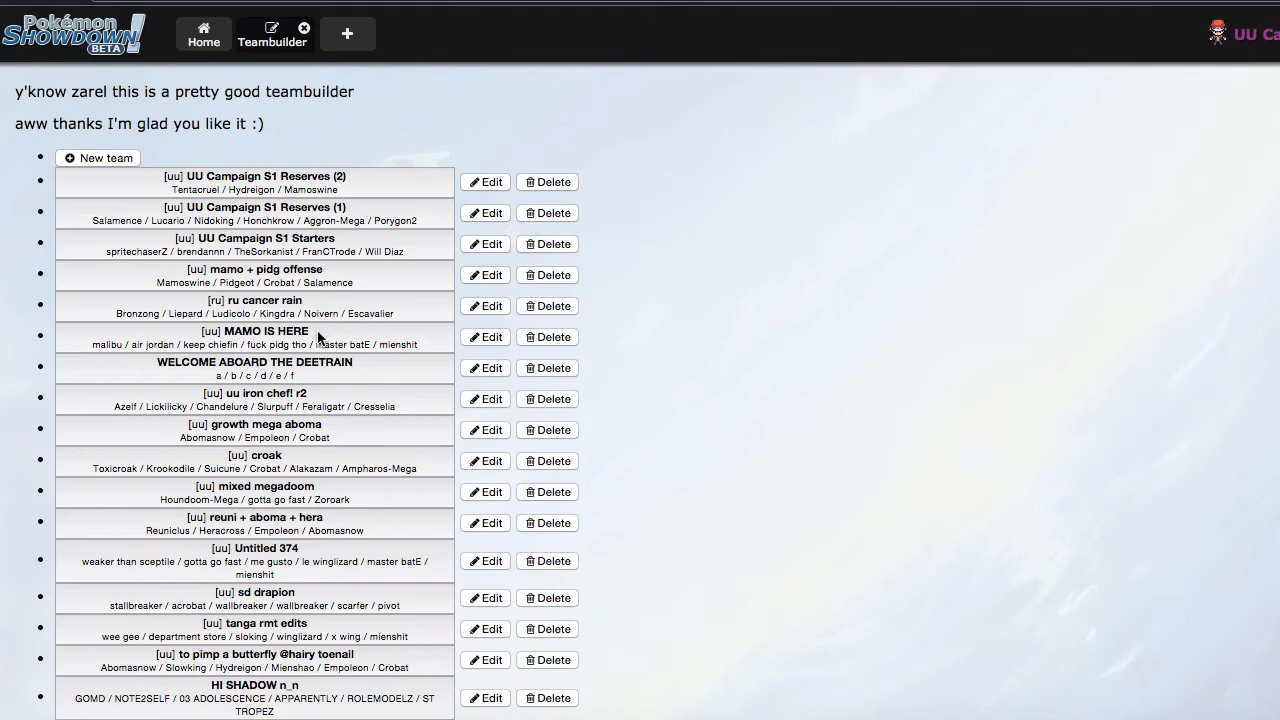 Pokémon
SHOWDOWN!
BETA
Home
Teambuilder
UU Ca
y'know zarel this is a pretty good teambuilder
aww thanks I'm glad you like it :)
New team
[uu] UU Campaign S1 Reserves (2)
Tentacruel / Hydreigon / Mamoswine
Edit Delete
[uu] UU Campaign S1 Reserves (1)
Salamence / Lucario / Nidoking / Honchkrow / Aggron-Mega / Porygon2
Edit Delete
[uu] UU Campaign S1 Starters
spritechaserZ / brendannn / TheSorkanist / FranCTrode / Will Diaz
Edit Delete
[uu] mamo + pidg offense
Mamoswine / Pidgeot / Crobat / Salamence
Edit Delete
[ru] ru cancer rain
Bronzong / Liepard / Ludicolo / Kingdra / Noivern / Escavalier
Edit Delete
[uu] MAMO IS HERE
malibu / air jordan / keep chiefin / fuck pidg tho / master batE / mienshit
Edit Delete
WELCOME ABOARD THE DEETRAIN
a / b / c / d / e / f
Edit Delete
[uu] uu iron chef! r2
Azelf / Lickilicky / Chandelure / Slurpuff / Feraligatr / Cresselia
Edit Delete
[uu] growth mega aboma
Abomasnow / Empoleon / Crobat
Edit Delete
[uu] croak
Toxicroak / Krookodile / Suicune / Crobat / Alakazam / Ampharos-Mega
Edit Delete
[uu] mixed megadoom
Houndoom-Mega / gotta go fast / Zoroark
Edit Delete
[uu] reuni + aboma + hera
Reuniclus / Heracross / Empoleon / Abomasnow
Edit Delete
[uu] Untitled 374
weaker than sceptile / gotta go fast / me gusto / le winglizard / master batE /
mienshit
Edit Delete
[uu] sd drapion
stallbreaker / acrobat / wallbreaker / wallbreaker / scarfer / pivot
Edit Delete
[uu] tanga rmt edits
wee gee / department store / sloking / winglizard / x wing / mienshit
Edit Delete
[uu] to pimp a butterfly @hairy toenail
Abomasnow / Slowking / Hydreigon / Mienshao / Empoleon / Crobat
Edit Delete
HI SHADOW n_n
GOMD / NOTE2SELF / 03 ADOLESCENCE / APPARENTLY / ROLEMODELZ / ST
TROPEZ
Edit Delete